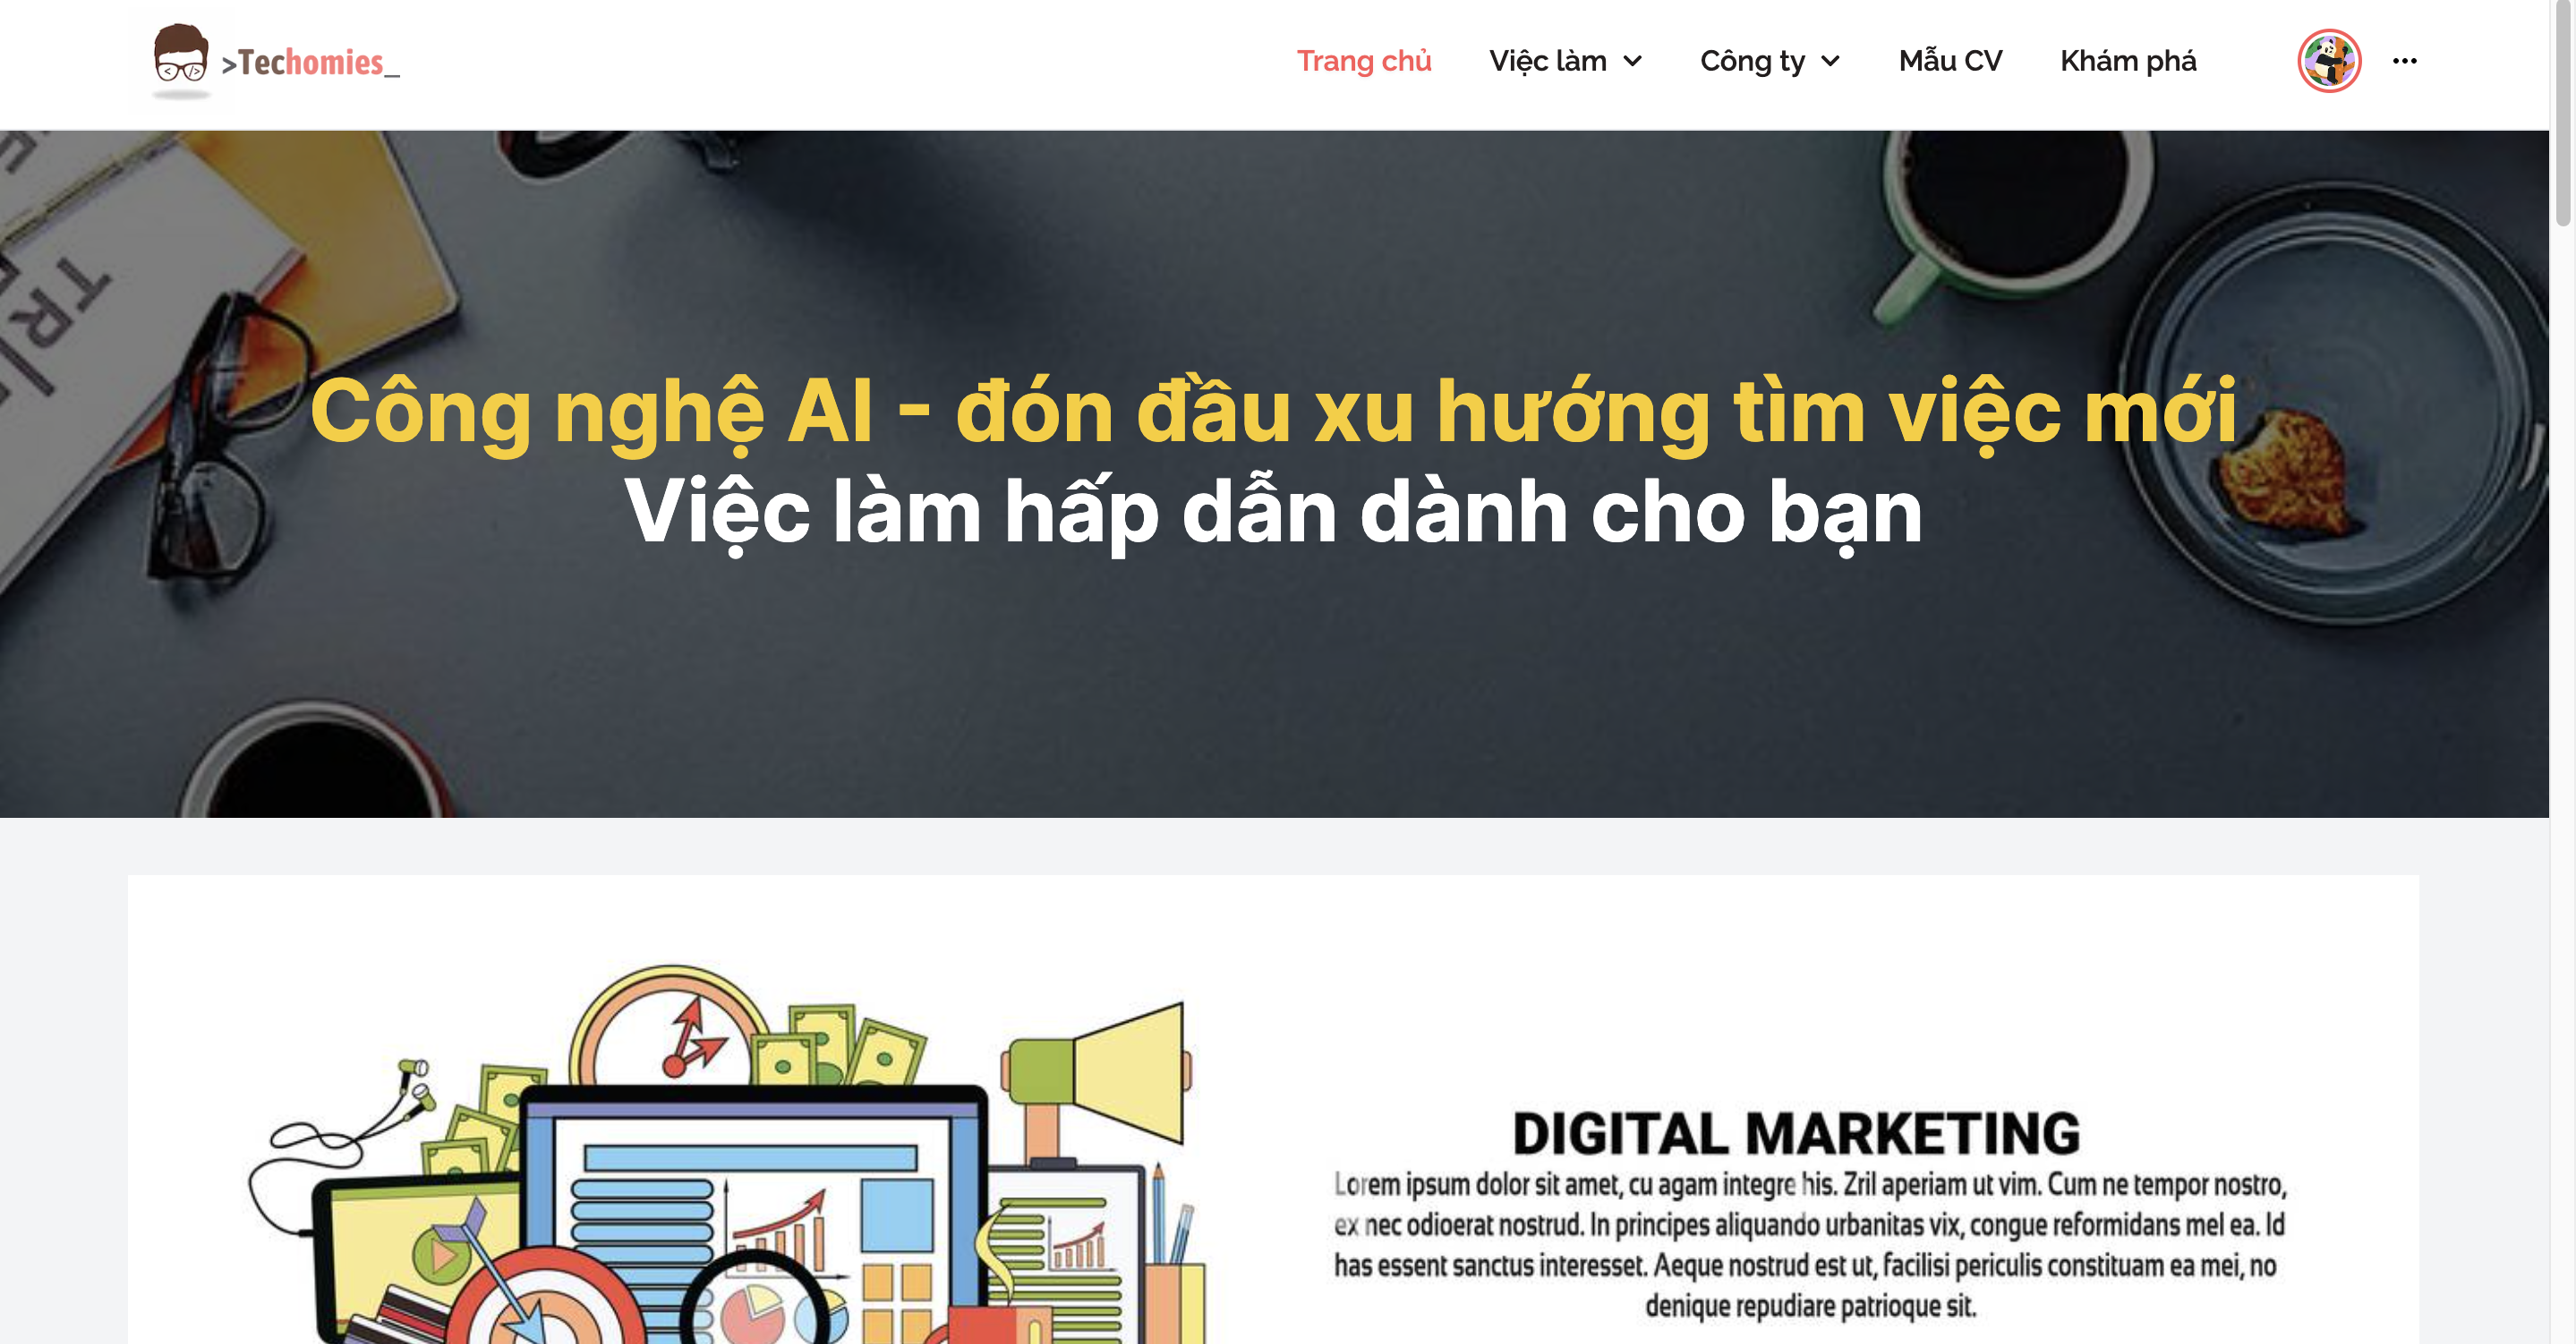 >Techomies_
Trang chủ
Việc làm
Công ty
Mẫu CV
Khám phá
TR
Công nghệ AI - đón đầu xu hướng tìm việc mới
Việc làm hấp dẫn dành cho bạn
DIGITAL MARKETING
Lorem ipsum dolor sit amet, cu agam integre his. Zril aperiam ut vim. Cum ne tempor nostro,
ex nec odioerat nostrud. In principes aliquando urbanitas vix, congue reformidans mel ea. Id
has essent sanctus interesset. Aeque nostrud est ut, facilisi periculis constituam ea mei, no
denique repudiare patrioque sit.